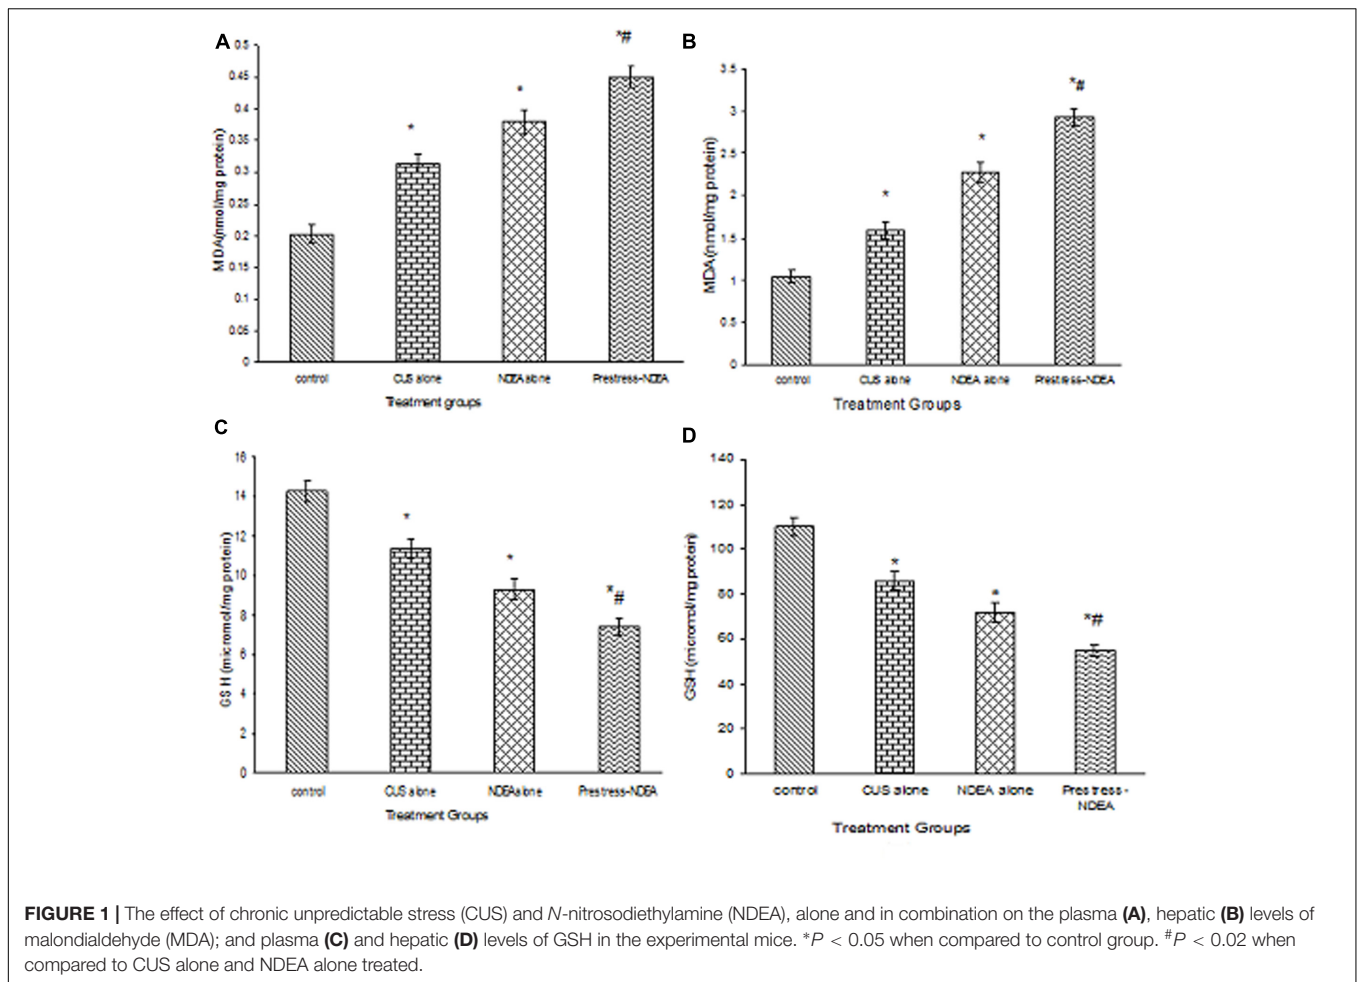 A
0.5
0.45
0.4
0.35
0.3
0.25
0.2
0.15
0.1
0.05
0
MDA(nmol/mg protein)
*
*
*#
control
CUS alone
NDEA alone
Prestress-NDEA
Treatment groups
B
3.5
3
2.5
2
1.5
1
0.5
0
MDA(nmol/mg protein)
*
*
*#
control
CUS alone
NDEA alone
Prestress-NDEA
Treatment Groups
C
16
14
12
10
8
6
4
2
0
GSH (micromol/mg protein)
*
*
*#
control
CUS alone
NDEA alone
Prestress-NDEA
Treatment Groups
D
140
120
100
80
60
40
20
0
GSH (micromol/mg protein)
*
*
*#
control
CUS alone
NDEA alone
Prestress-
NDEA
Treatment Groups
FIGURE 1 | The effect of chronic unpredictable stress (CUS) and N-nitrosodiethylamine (NDEA), alone and in combination on the plasma (A), hepatic (B) levels of
malondialdehyde (MDA); and plasma (C) and hepatic (D) levels of GSH in the experimental mice. *P < 0.05 when compared to control group. #P < 0.02 when
compared to CUS alone and NDEA alone treated.